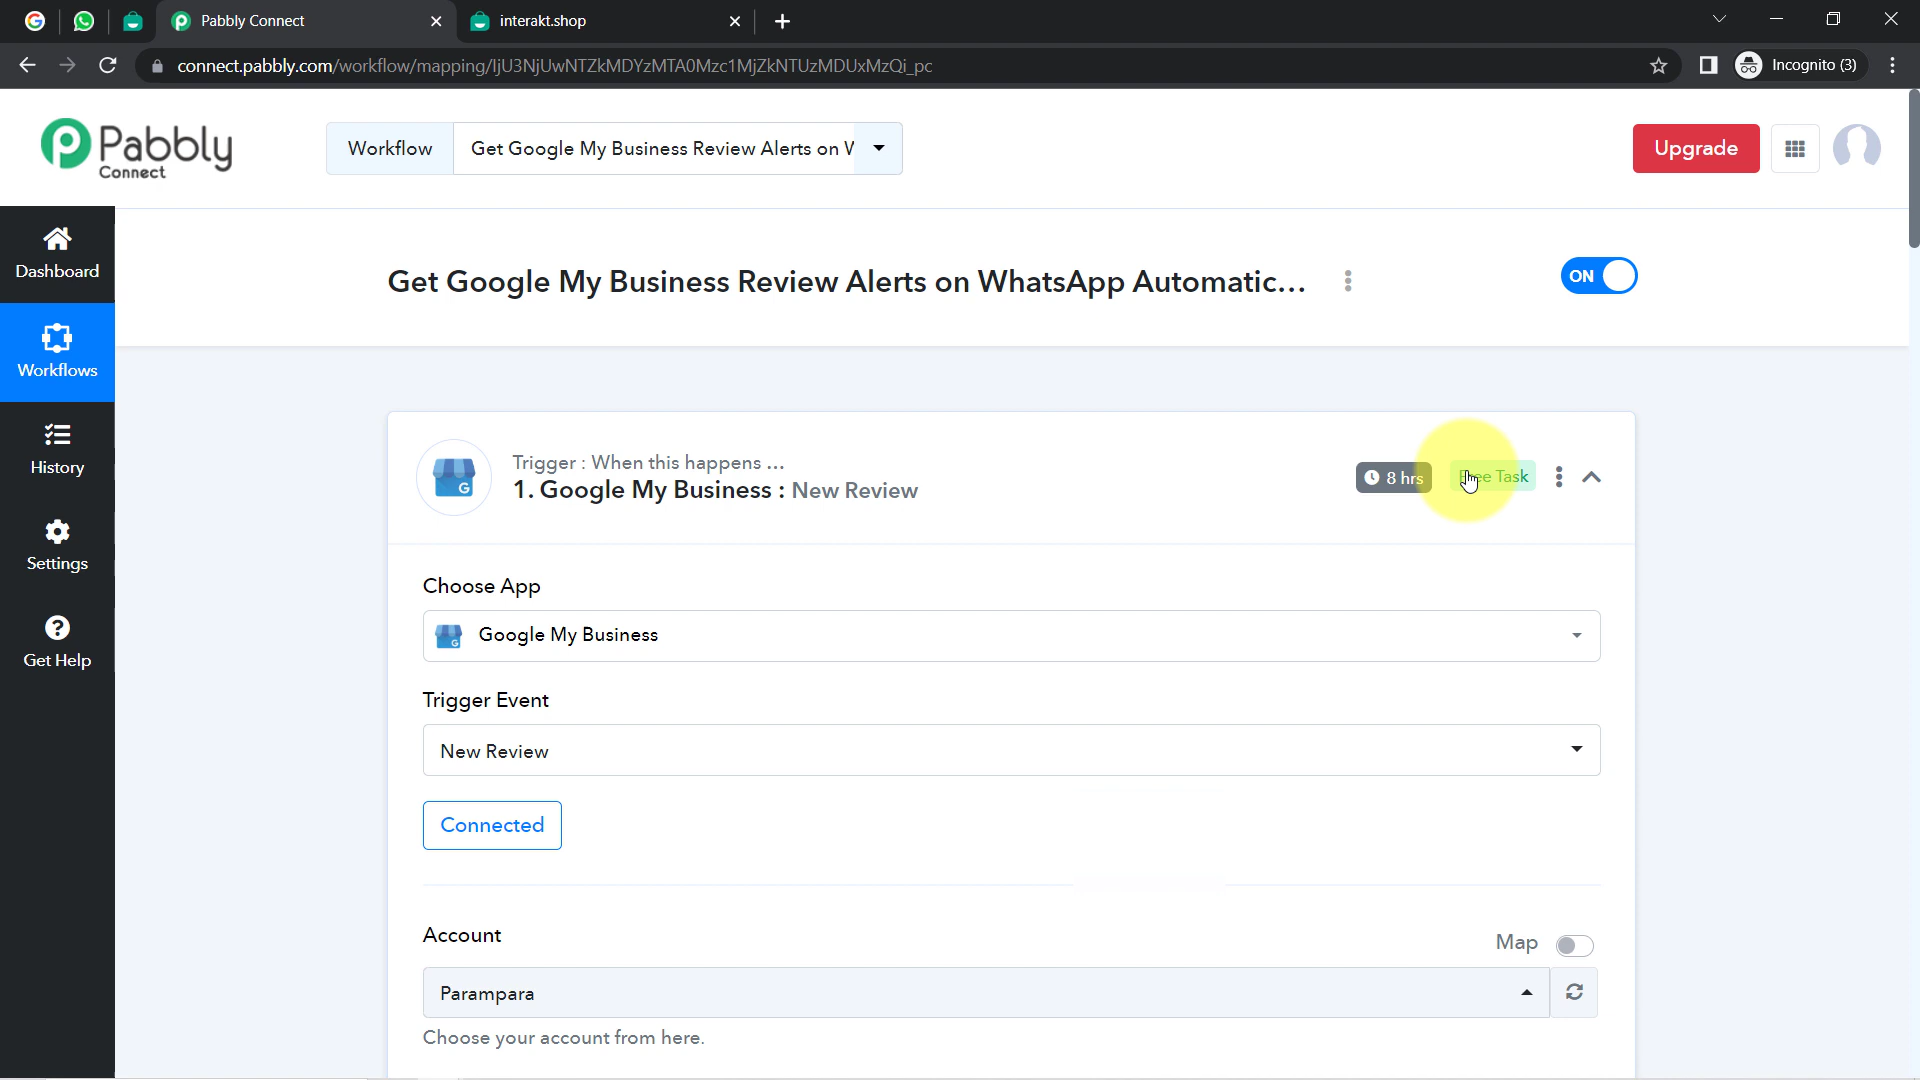 Pabbly Connect
interakt.shop
connect.pabbly.com/workflow/mapping/IjU3NjUwNTZkMDYzMTA0Mzc1MjZkNTUzMDUxMzQi_pc
Incognito (3)
Pabbly
Connect
Workflow
Get Google My Business Review Alerts on
Upgrade
Dashboard
Workflows
History
Settings
Get Help
Get Google My Business Review Alerts on WhatsApp Automatic...
ON
Trigger : When this happens ...
1. Google My Business : New Review
8 hrs
Free Task
Choose App
Google My Business
Trigger Event
New Review
Connected
Account
Map
Parampara
Choose your account from here.